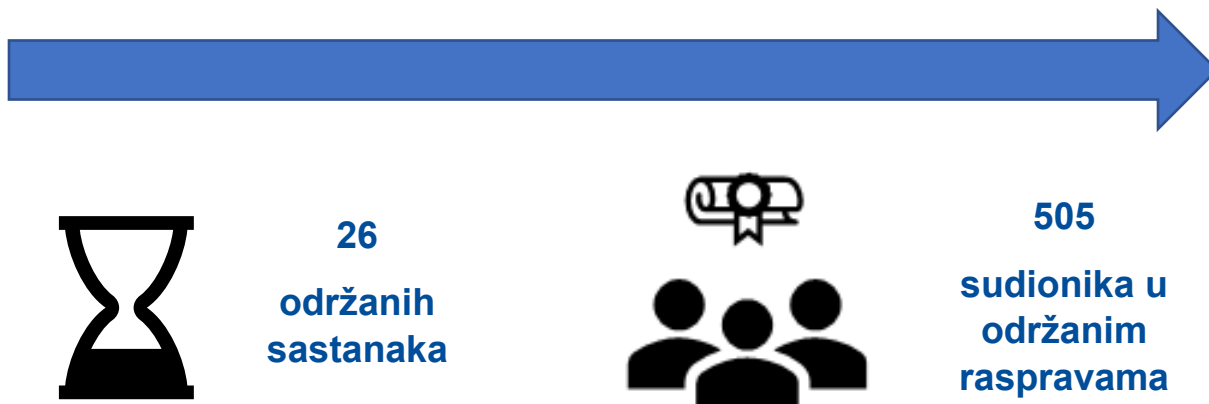 26
održanih
sastanaka
505
sudionika u
održanim
raspravama